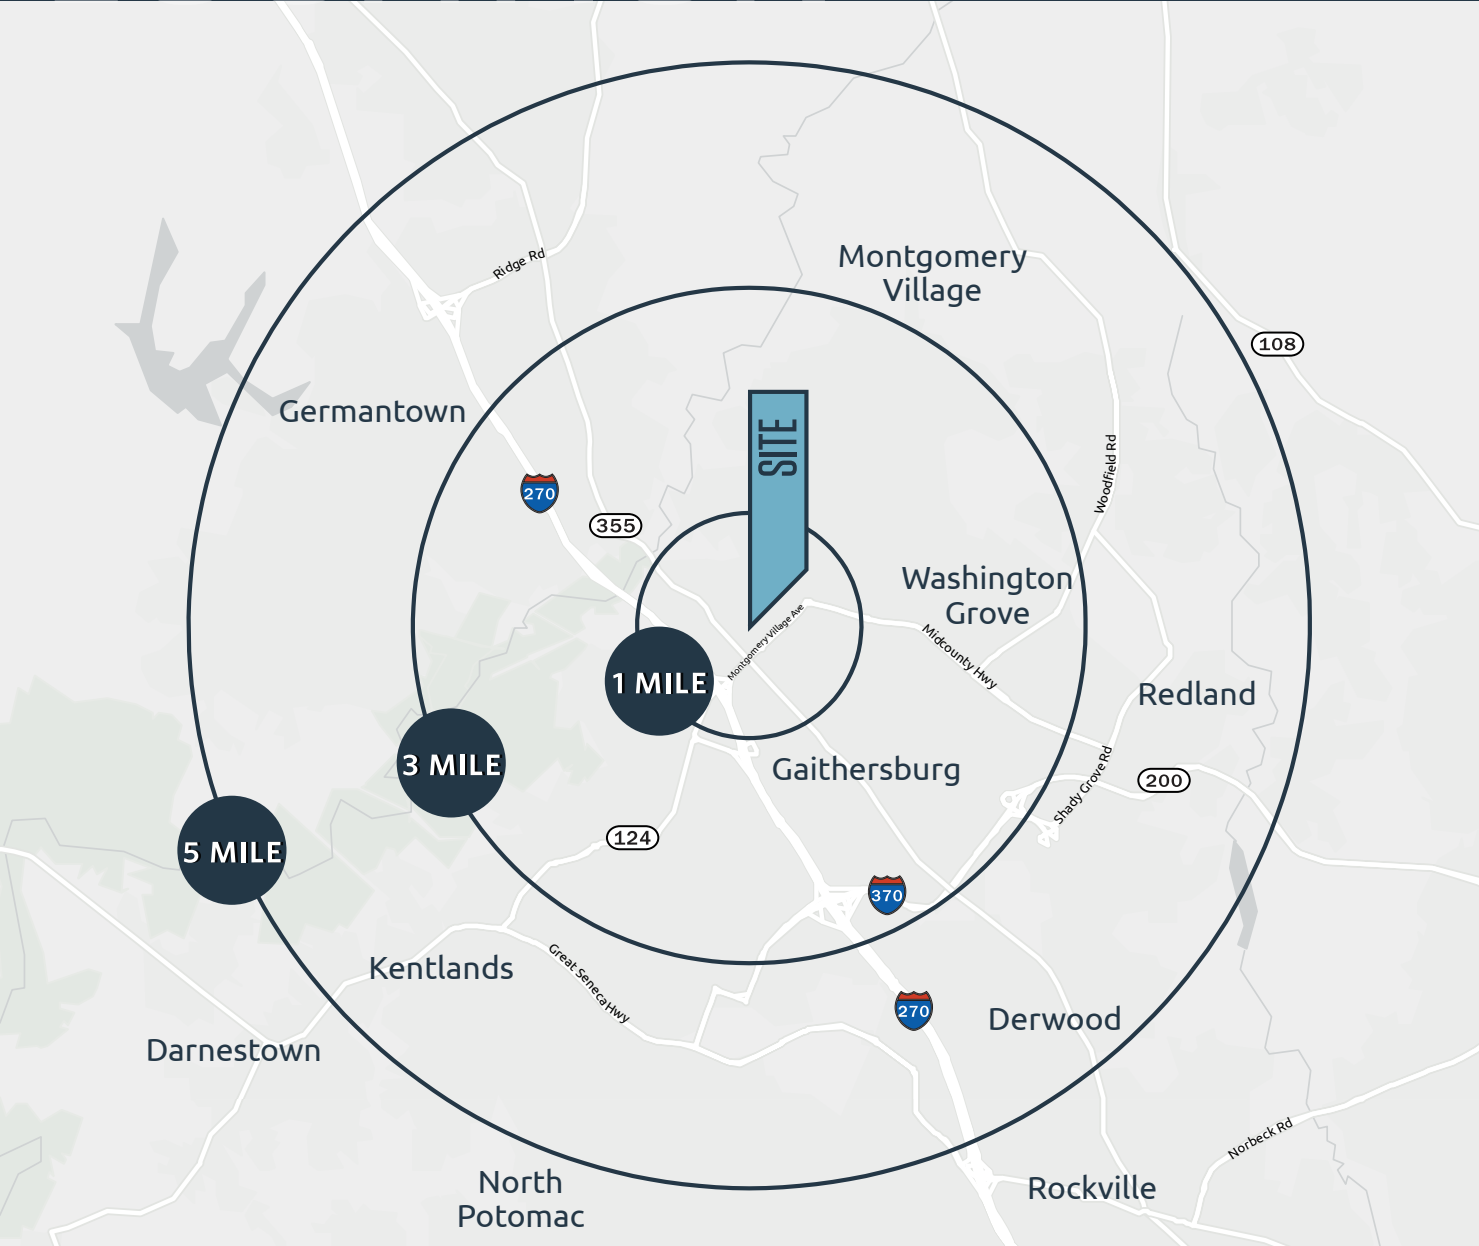 Ridge Rd
Montgomery
Village
108
Germantown
SITE
Woodfield Rd
270
355
Washington
Grove
Montgomery Village Ave
Midcounty Hwy
1 MILE
Redland
3 MILE
Gaithersburg
Shady Grove Rd
200
124
5 MILE
370
Kentlands
Great Seneca Hwy
270
Derwood
Darnestown
Norbeck Rd
North
Potomac
Rockville